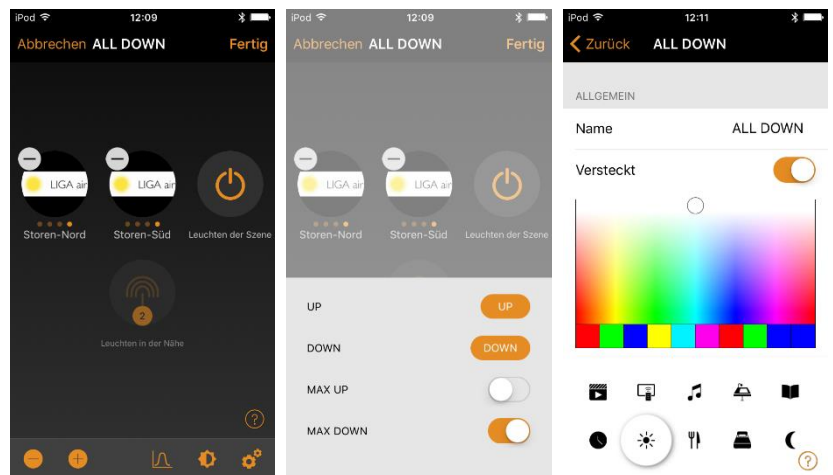 iPod 12:09
Abbrechen ALL DOWN Fertig
LIGA air LIGA air
Storen-Nord Storen-Süd Leuchten der Szene
2
Leuchten in der Nähe
?
iPod 12:09
Abbrechen ALL DOWN Fertig
LIGA air LIGA air
Storen-Nord Storen-Süd Leuchten der Szene
UP UP
DOWN DOWN
MAX UP
MAX DOWN
iPod 12:11
Zurück ALL DOWN
ALLGEMEIN
Name ALL DOWN
Versteckt
?